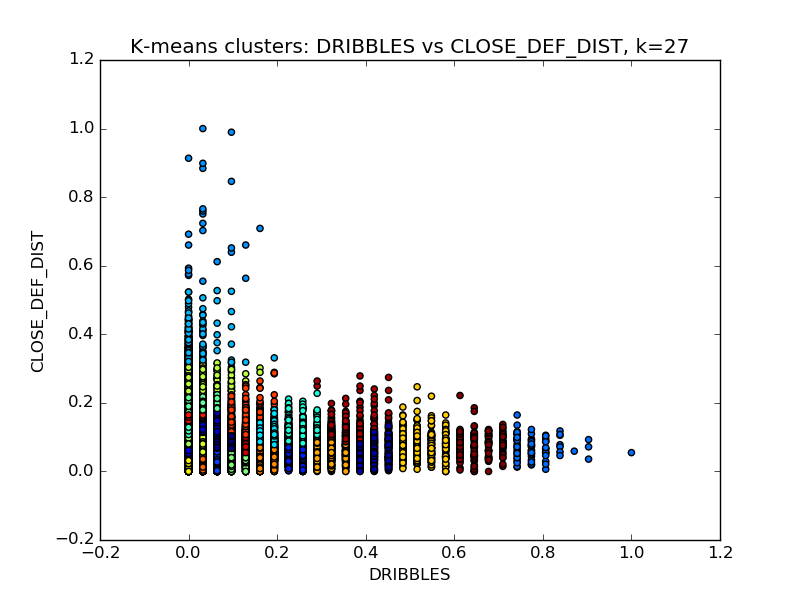 K-means clusters: DRIBBLES vs CLOSE_DEF_DIST, k=27
1.2
1.0
0.8
0.6
0.4
0.2
0.0
−0.2
CLOSE_DEF_DIST
−0.2 0.0 0.2 0.4 0.6 0.8 1.0 1.2
DRIBBLES